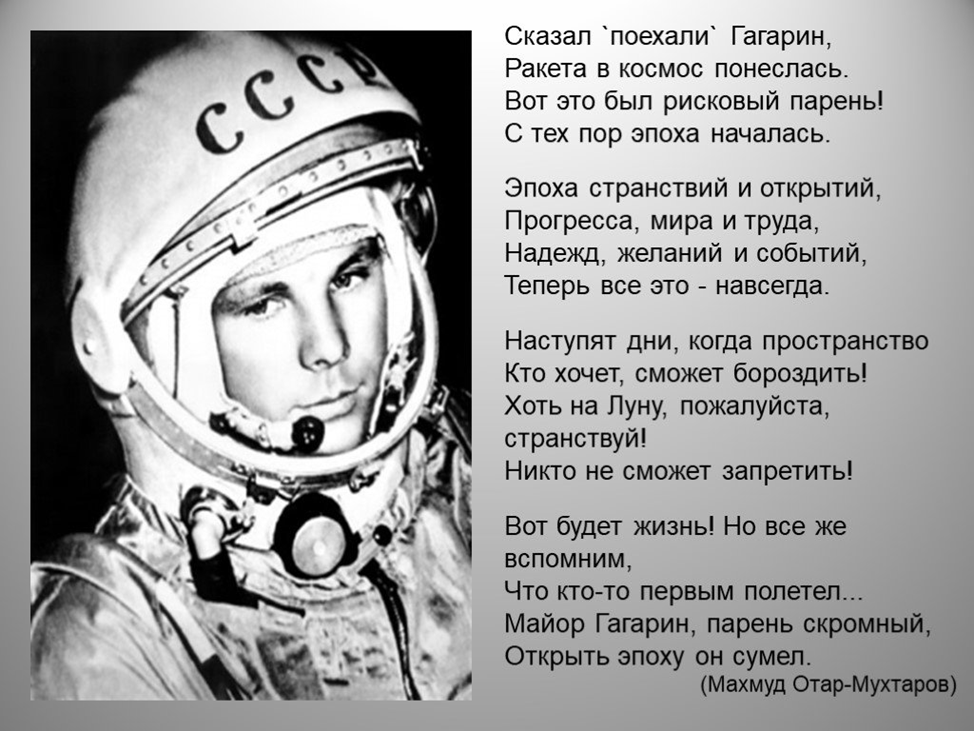 СССР
Сказал `поехали` Гагарин,
Ракета в космос понеслась.
Вот это был рисковый парень!
С тех пор эпоха началась.
Эпоха странствий и открытий,
Прогресса, мира и труда,
Надежд, желаний и событий,
Теперь все это - навсегда.
Наступят дни, когда пространство
Кто хочет, сможет бороздить!
Хоть на Луну, пожалуйста,
странствуй!
Никто не сможет запретить!
Вот будет жизнь! Но все же
вспомним,
Что кто-то первым полетел...
Майор Гагарин, парень скромный,
Открыть эпоху он сумел.
(Махмуд Отар-Мухтаров)